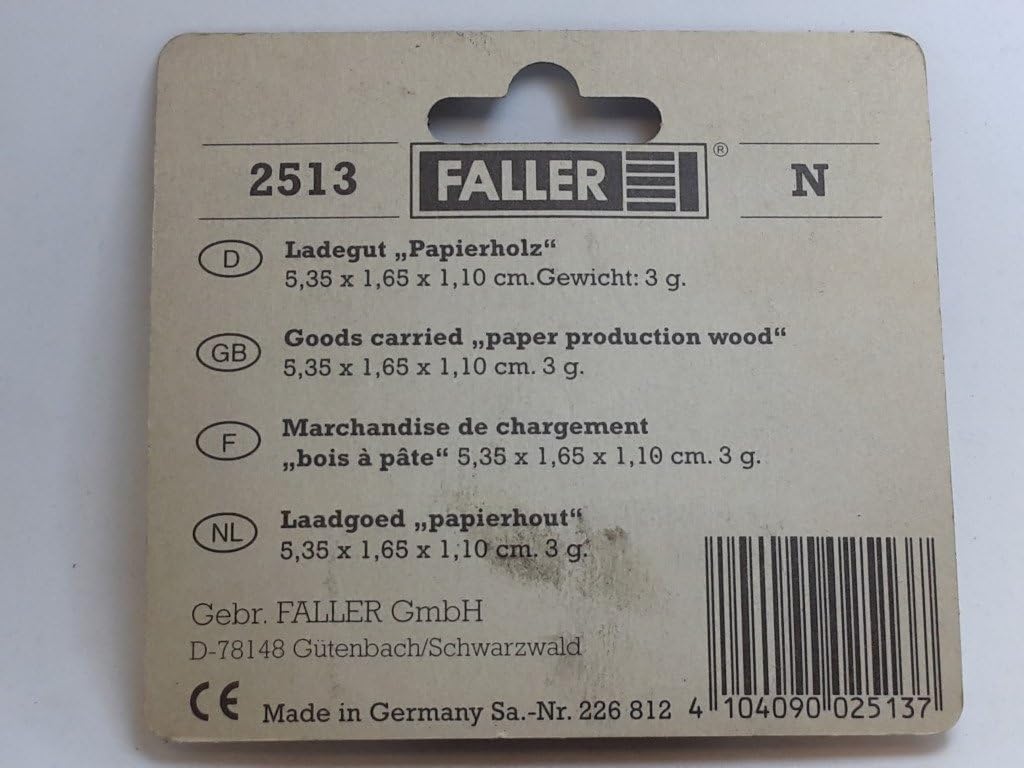 2513 FALLER ® N
D Ladegut „Papierholz“
5,35 x 1,65 x 1,10 cm.Gewicht: 3 g.
GB Goods carried „paper production wood“
5,35 x 1,65 x 1,10 cm. 3 g.
F Marchandise de chargement
„bois à pâte“ 5,35 x 1,65 x 1,10 cm. 3 g.
NL Laadgoed „papierhout“
5,35 x 1,65 x 1,10 cm. 3 g.
Gebr. FALLER GmbH
D-78148 Gütenbach/Schwarzwald
CE Made in Germany Sa.-Nr. 226 812 4 104090 025137